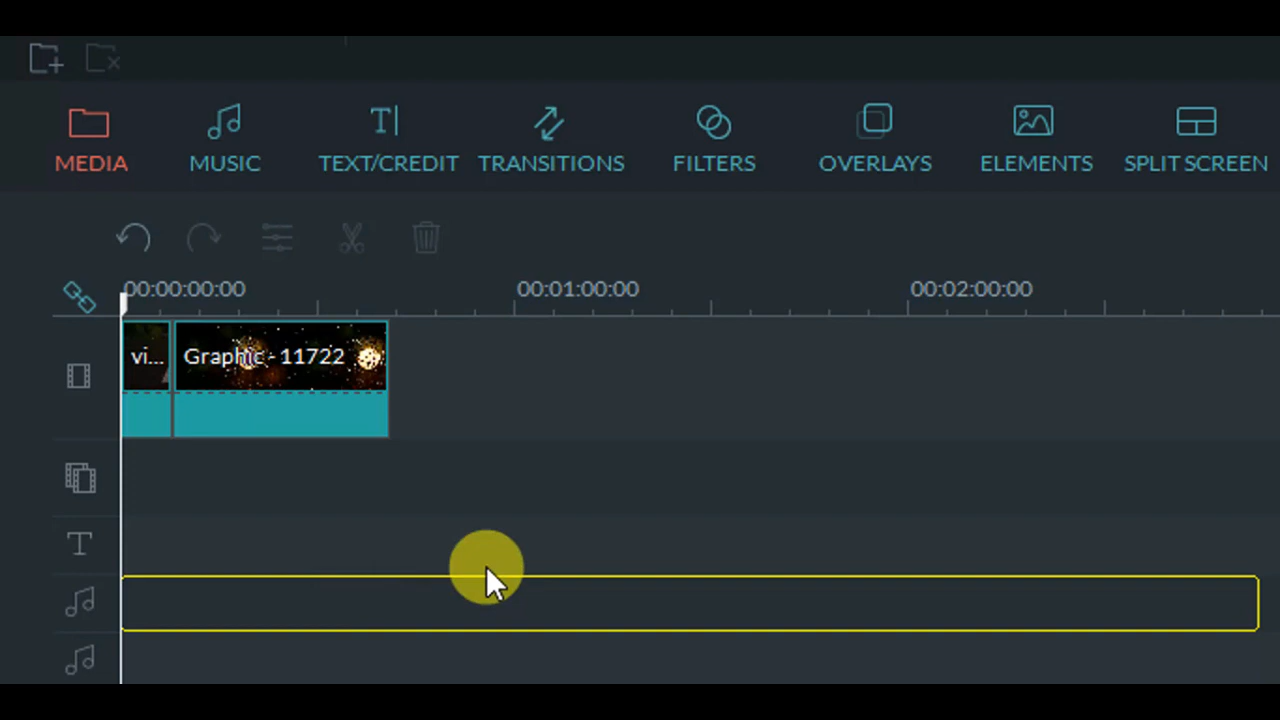 MEDIA MUSIC TEXT/CREDIT TRANSITIONS FILTERS OVERLAYS ELEMENTS SPLIT SCREEN
00:00:00:00 00:01:00:00 00:02:00:00
vi... Graphic - 11722